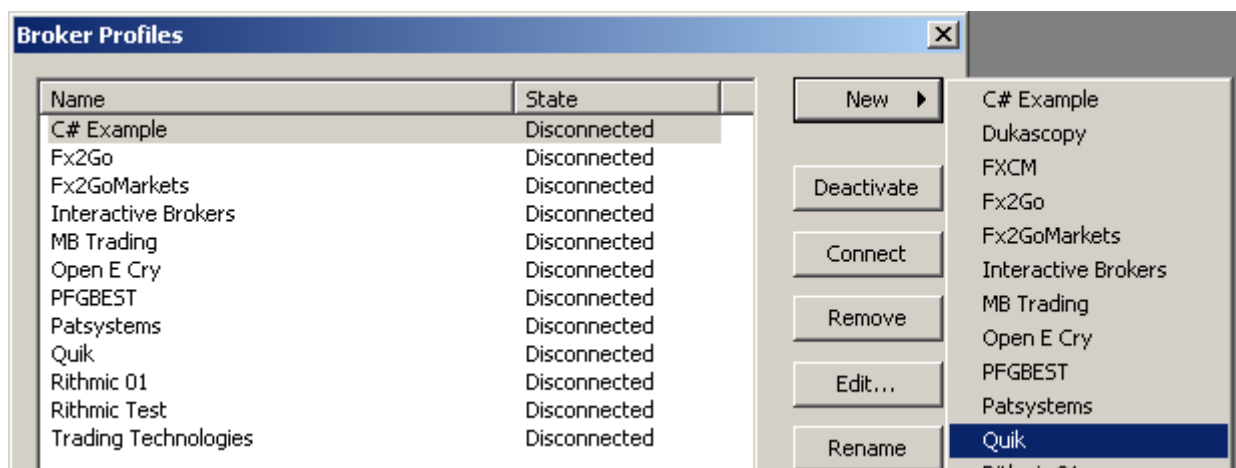 Broker Profiles
Name State
C# Example Disconnected
Fx2Go Disconnected
Fx2GoMarkets Disconnected
Interactive Brokers Disconnected
MB Trading Disconnected
Open E Cry Disconnected
PFGBEST Disconnected
Patsystems Disconnected
Quik Disconnected
Rithmic 01 Disconnected
Rithmic Test Disconnected
Trading Technologies Disconnected
New
Deactivate
Connect
Remove
Edit...
Rename
C# Example
Dukascopy
FXCM
Fx2Go
Fx2GoMarkets
Interactive Brokers
MB Trading
Open E Cry
PFGBEST
Patsystems
Quik